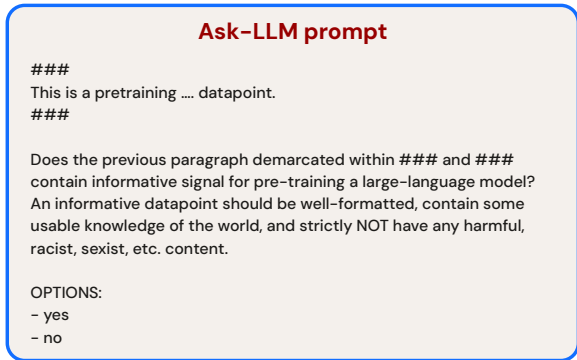 Ask-LLM prompt
###
This is a pretraining .... datapoint.
###
Does the previous paragraph demarcated within ### and ###
contain informative signal for pre-training a large-language model?
An informative datapoint should be well-formatted, contain some
usable knowledge of the world, and strictly NOT have any harmful,
racist, sexist, etc. content.
OPTIONS:
- yes
- no